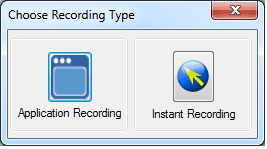 Choose Recording Type
Application Recording
Instant Recording